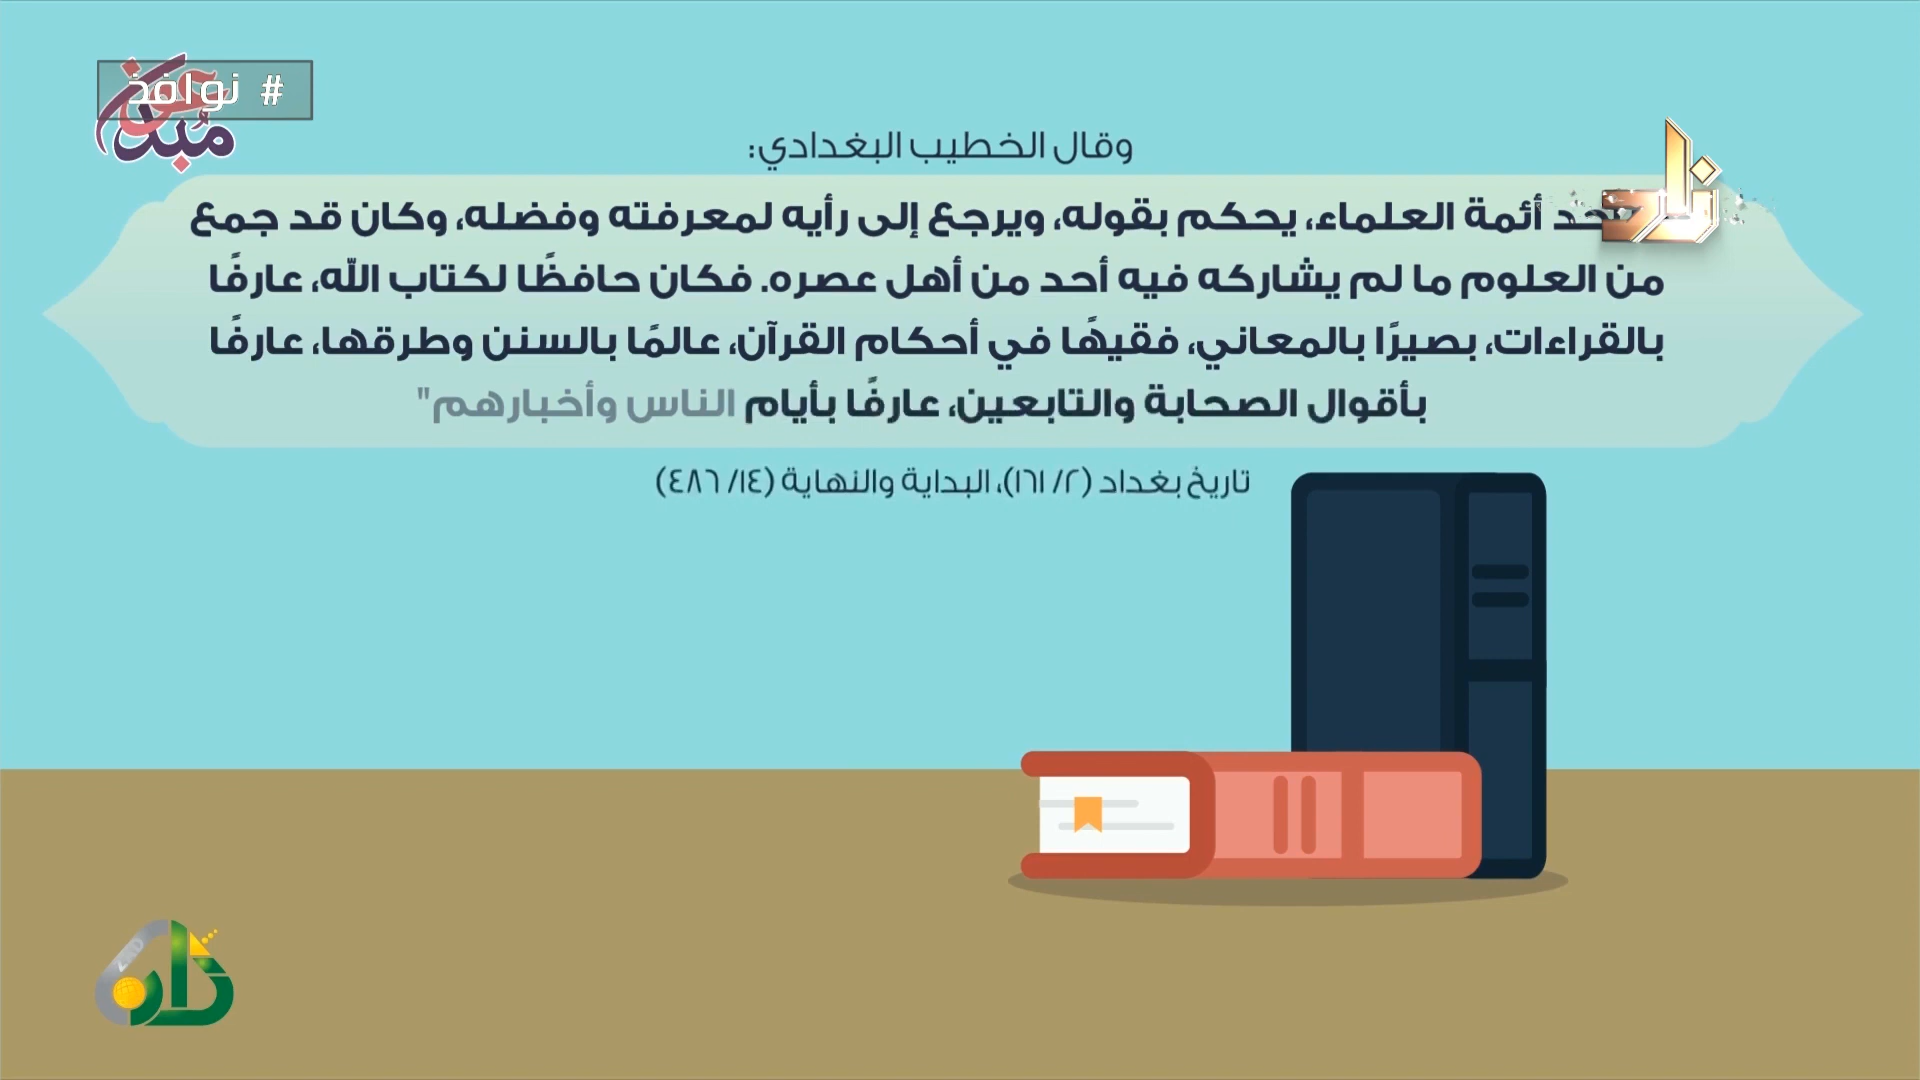 # نوافذ
مُبدعون
زاد
وقال الخطيب البغدادي:
أئمة العلماء، يحكم بقوله، ويرجع إلى رأيه لمعرفته وفضله، وكان قد جمع
من العلوم ما لم يشاركه فيه أحد من أهل عصره. فكان حافظًا لكتاب الله، عارفًا
بالقراءات، بصيرًا بالمعاني، فقيهًا في أحكام القرآن، عالمًا بالسنن وطرقها، عارفًا
بأقوال الصحابة والتابعين، عارفًا بأيام الناس وأخبارهم"
تاريخ بغداد (٢/ ١٦١)، البداية والنهاية (١٤/ ٤٨٦)